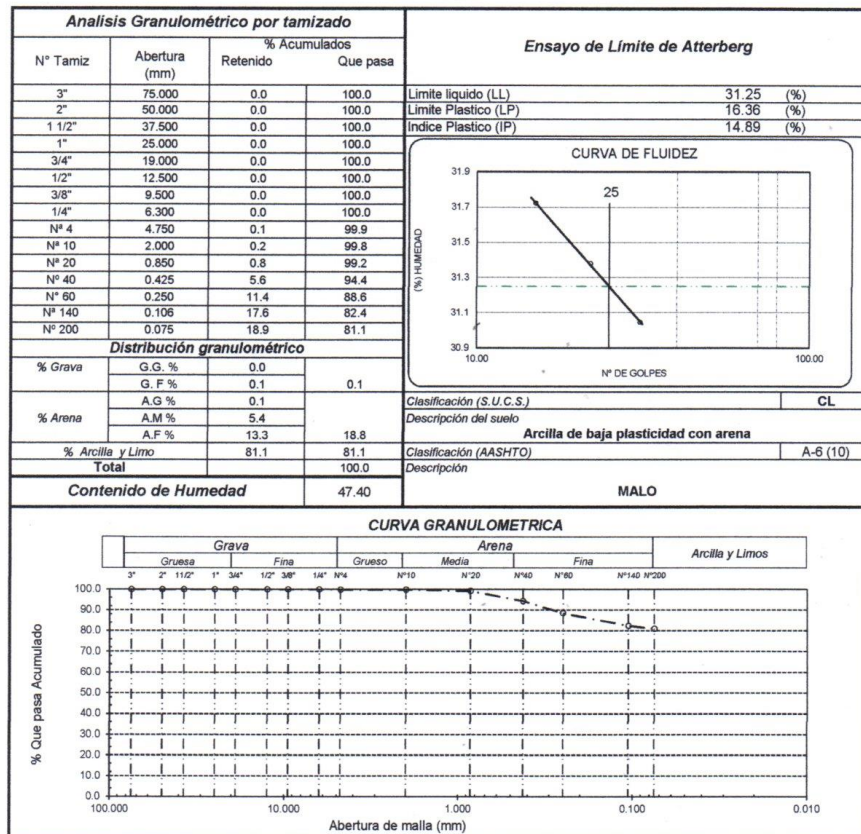 Analisis Granulométrico por tamizado
N° Tamiz Abertura (mm) % Acumulados
Retenido Que pasa
3" 75.000 0.0 100.0
2" 50.000 0.0 100.0
1 1/2" 37.500 0.0 100.0
1" 25.000 0.0 100.0
3/4" 19.000 0.0 100.0
1/2" 12.500 0.0 100.0
3/8" 9.500 0.0 100.0
1/4" 6.300 0.0 100.0
Nª 4 4.750 0.1 99.9
Nª 10 2.000 0.2 99.8
Nª 20 0.850 0.8 99.2
Nº 40 0.425 5.6 94.4
N° 60 0.250 11.4 88.6
Nª 140 0.106 17.6 82.4
Nº 200 0.075 18.9 81.1
Distribución granulométrico
% Grava G.G. % 0.0
G. F % 0.1 0.1
% Arena A.G % 0.1
A.M % 5.4
A.F % 13.3 18.8
% Arcilla y Limo 81.1 81.1
Total 100.0
Contenido de Humedad 47.40
Ensayo de Límite de Atterberg
Limite liquido (LL) 31.25 (%)
Limite Plastico (LP) 16.36 (%)
Indice Plastico (IP) 14.89 (%)
CURVA DE FLUIDEZ
25
(%) HUMEDAD
31.9
31.7
31.5
31.3
31.1
30.9
10.00 100.00
Nº DE GOLPES
Clasificación (S.U.C.S.) CL
Descripción del suelo
Arcilla de baja plasticidad con arena
Clasificación (AASHTO) A-6 (10)
Descripción
MALO
CURVA GRANULOMETRICA
Grava Arena Arcilla y Limos
Gruesa Fina Grueso Media Fina
3" 2" 11/2" 1" 3/4" 1/2" 3/8" 1/4" N°4 N°10 N°20 N°40 N°60 N°140 N°200
% Que pasa Acumulado
100.0
90.0
80.0
70.0
60.0
50.0
40.0
30.0
20.0
10.0
0.0
100.000 10.000 1.000 0.100 0.010
Abertura de malla (mm)